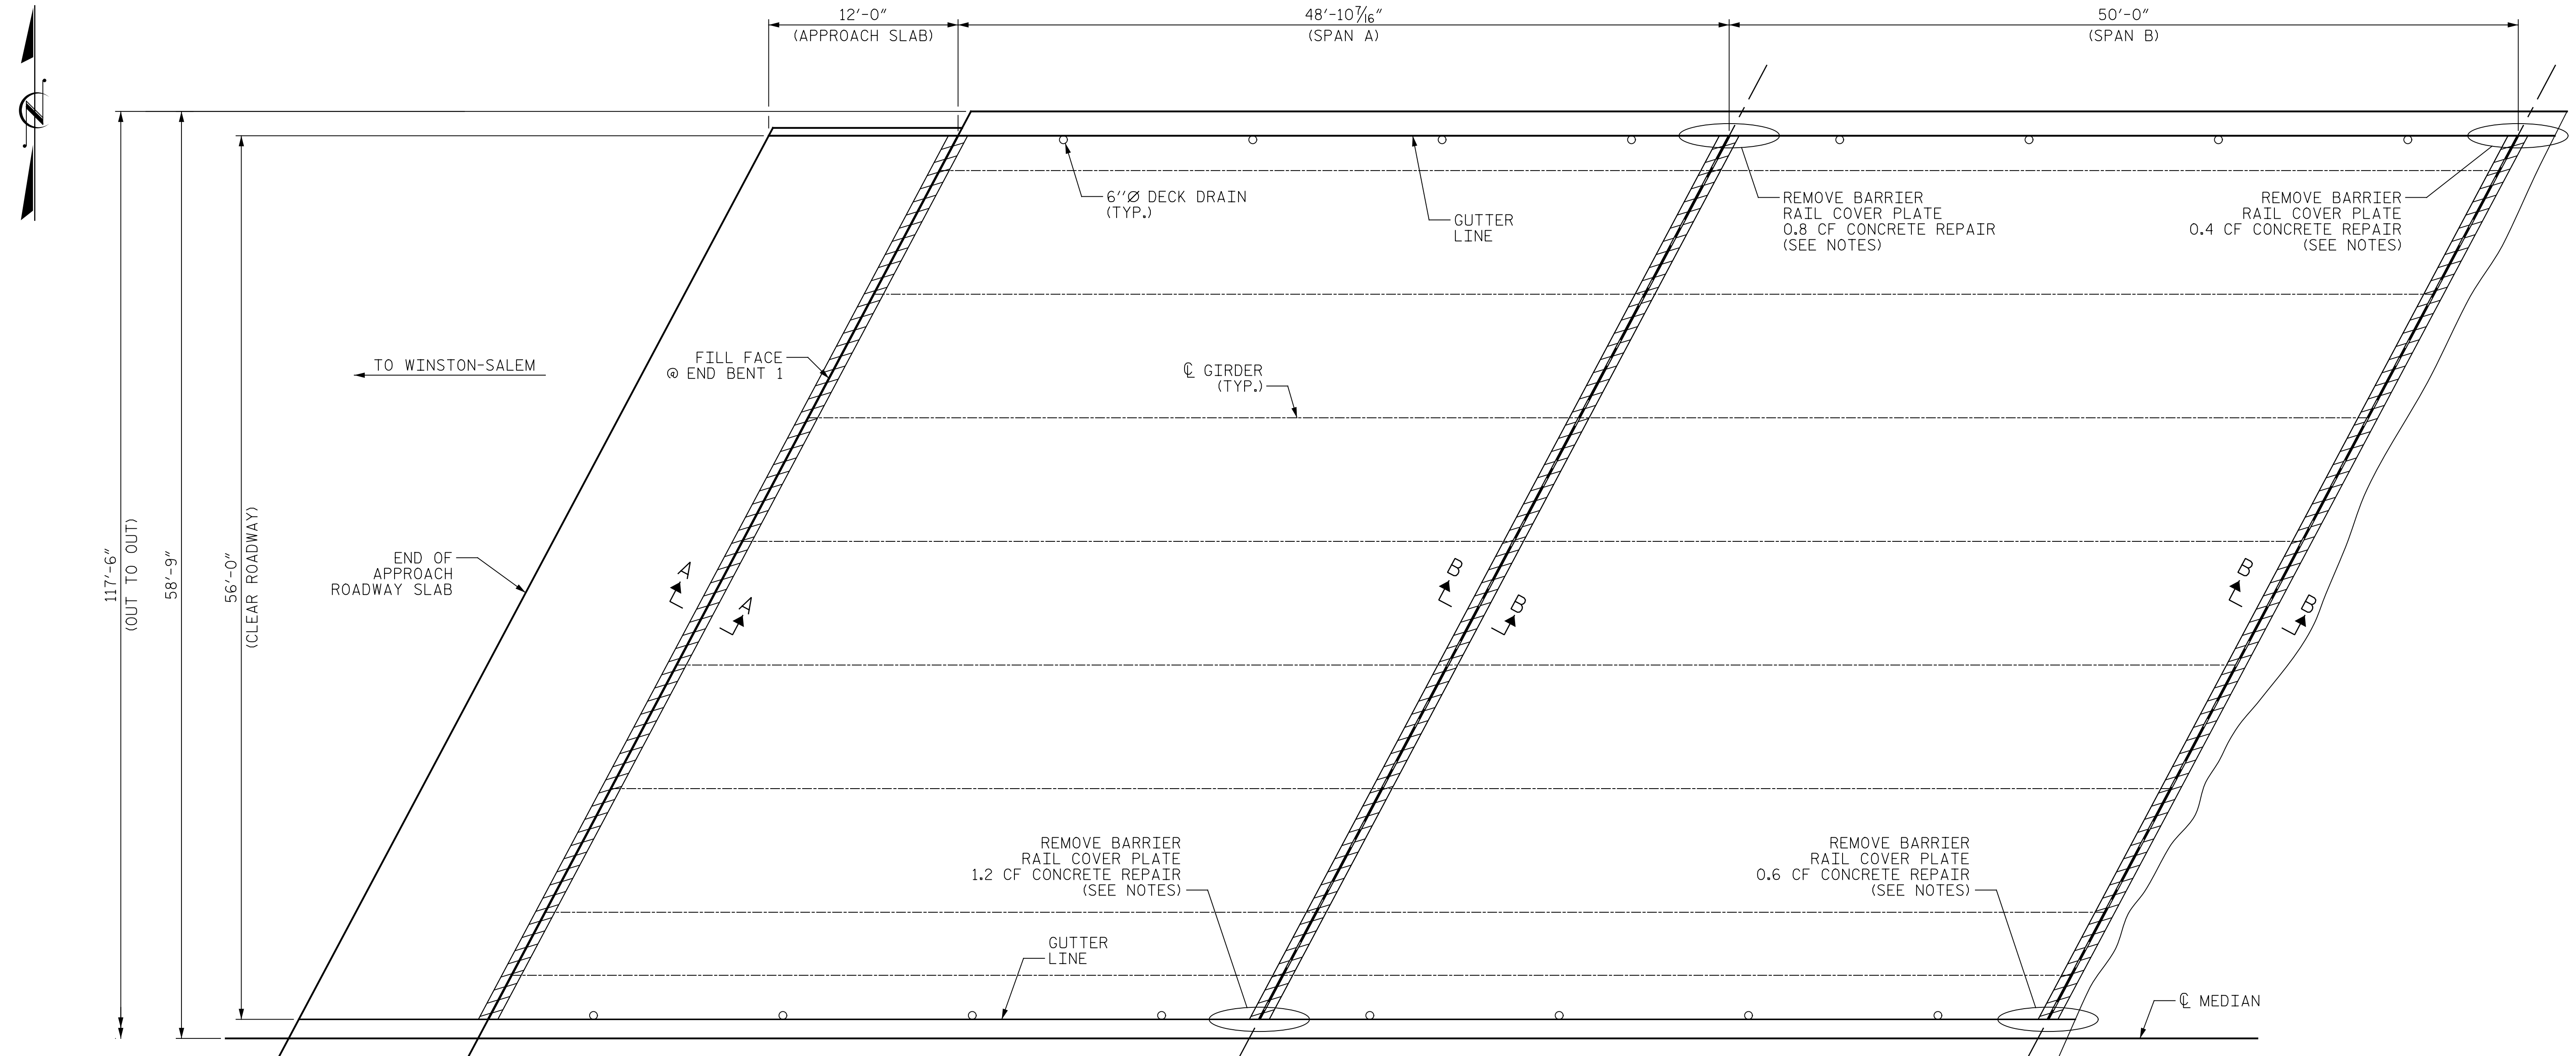 12'-0"
(APPROACH SLAB)
48'-10 7/16"
(SPAN A)
50'-0"
(SPAN B)
N
6''Ø DECK DRAIN
(TYP.)
GUTTER
LINE
REMOVE BARRIER
RAIL COVER PLATE
0.8 CF CONCRETE REPAIR
(SEE NOTES)
REMOVE BARRIER
RAIL COVER PLATE
0.4 CF CONCRETE REPAIR
(SEE NOTES)
TO WINSTON-SALEM
FILL FACE
@ END BENT 1
℄ GIRDER
(TYP.)
117'-6"
(OUT TO OUT)
58'-9"
56'-0"
(CLEAR ROADWAY)
END OF
APPROACH
ROADWAY SLAB
A
A
B
B
B
B
REMOVE BARRIER
RAIL COVER PLATE
1.2 CF CONCRETE REPAIR
(SEE NOTES)
REMOVE BARRIER
RAIL COVER PLATE
0.6 CF CONCRETE REPAIR
(SEE NOTES)
GUTTER
LINE
℄ MEDIAN